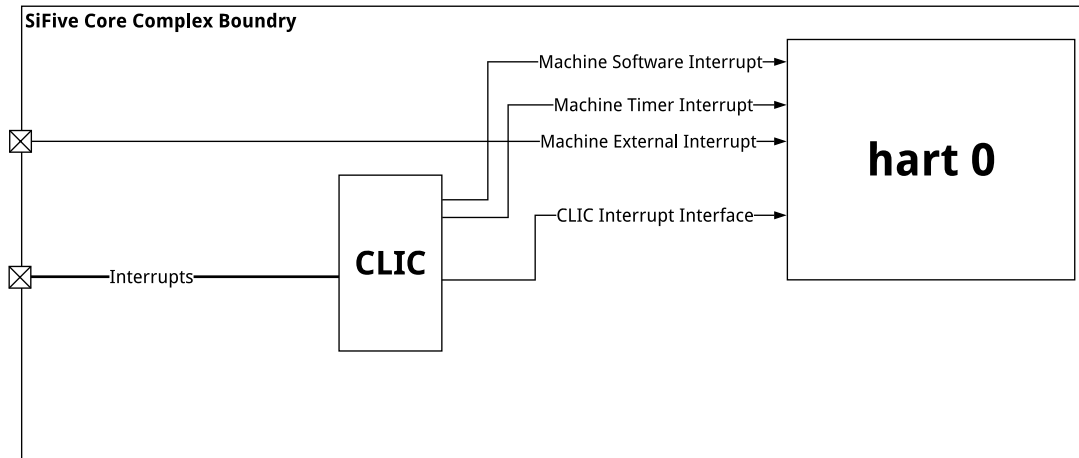 SiFive Core Complex Boundry
Machine Software Interrupt
Machine Timer Interrupt
Machine External Interrupt
hart 0
CLIC Interrupt Interface
CLIC
Interrupts